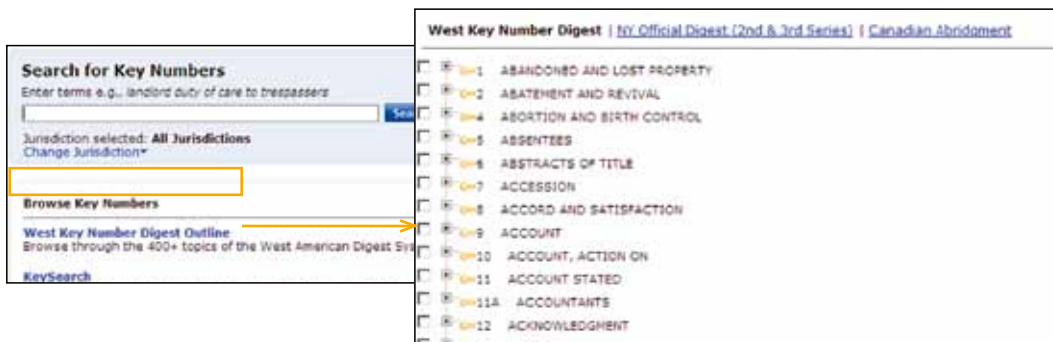 Search for Key Numbers
Enter terms e.g., landlord duty of care to trespassers
Jurisdiction selected: All Jurisdictions
Change Jurisdiction
Browse Key Numbers
West Key Number Digest Outline
Browse through the 400+ topics of the West American Digest
KeySearch
West Key Number Digest | NY Official Digest (2nd & 3rd Series) | Canadian Abridgment
1 ABANDONED AND LOST PROPERTY
2 ABATEMENT AND REVIVAL
4 ABORTION AND BIRTH CONTROL
5 ABSENTEES
6 ABSTRACTS OF TITLE
7 ACCESSION
8 ACCORD AND SATISFACTION
9 ACCOUNT
10 ACCOUNT, ACTION ON
11 ACCOUNT STATED
11A ACCOUNTANTS
12 ACKNOWLEDGMENT